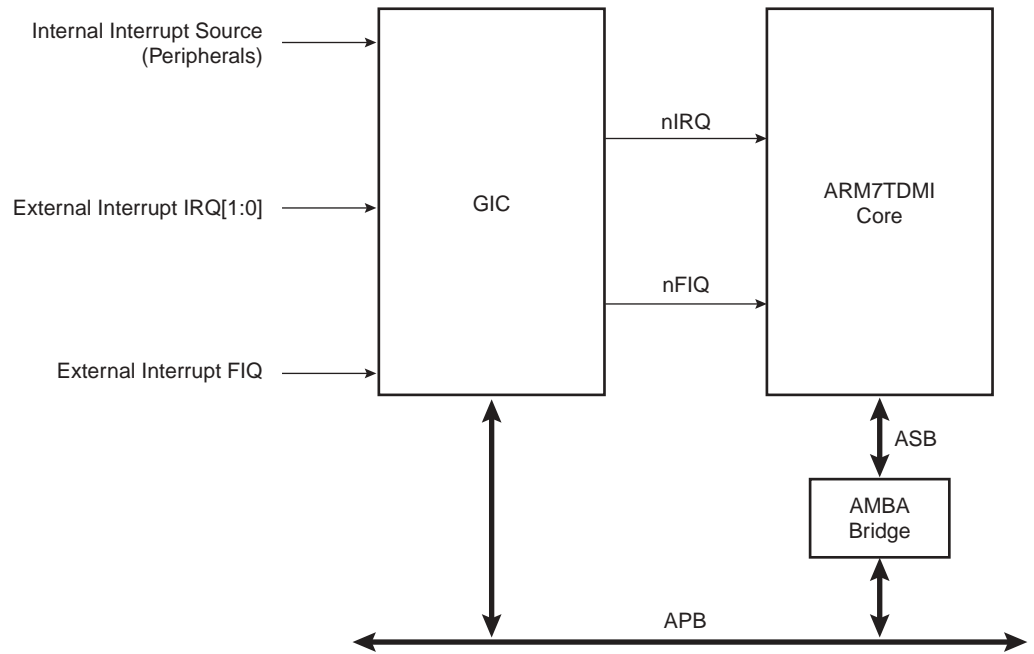 Internal Interrupt Source
(Peripherals)
External Interrupt IRQ[1:0]
External Interrupt FIQ
GIC
nIRQ
nFIQ
ARM7TDMI
Core
ASB
AMBA
Bridge
APB